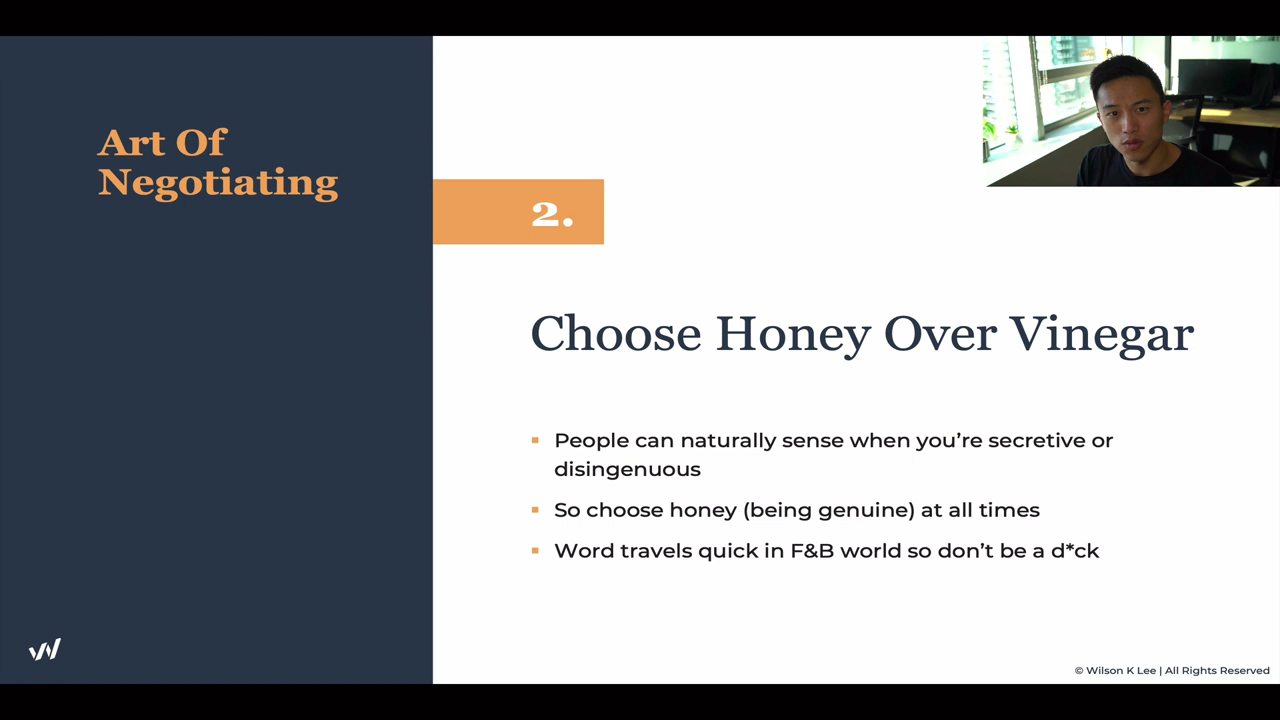 Art Of
Negotiating
2.
Choose Honey Over Vinegar
▪ People can naturally sense when you’re secretive or
disingenuous
▪ So choose honey (being genuine) at all times
▪ Word travels quick in F&B world so don’t be a d*ck
© Wilson K Lee | All Rights Reserved